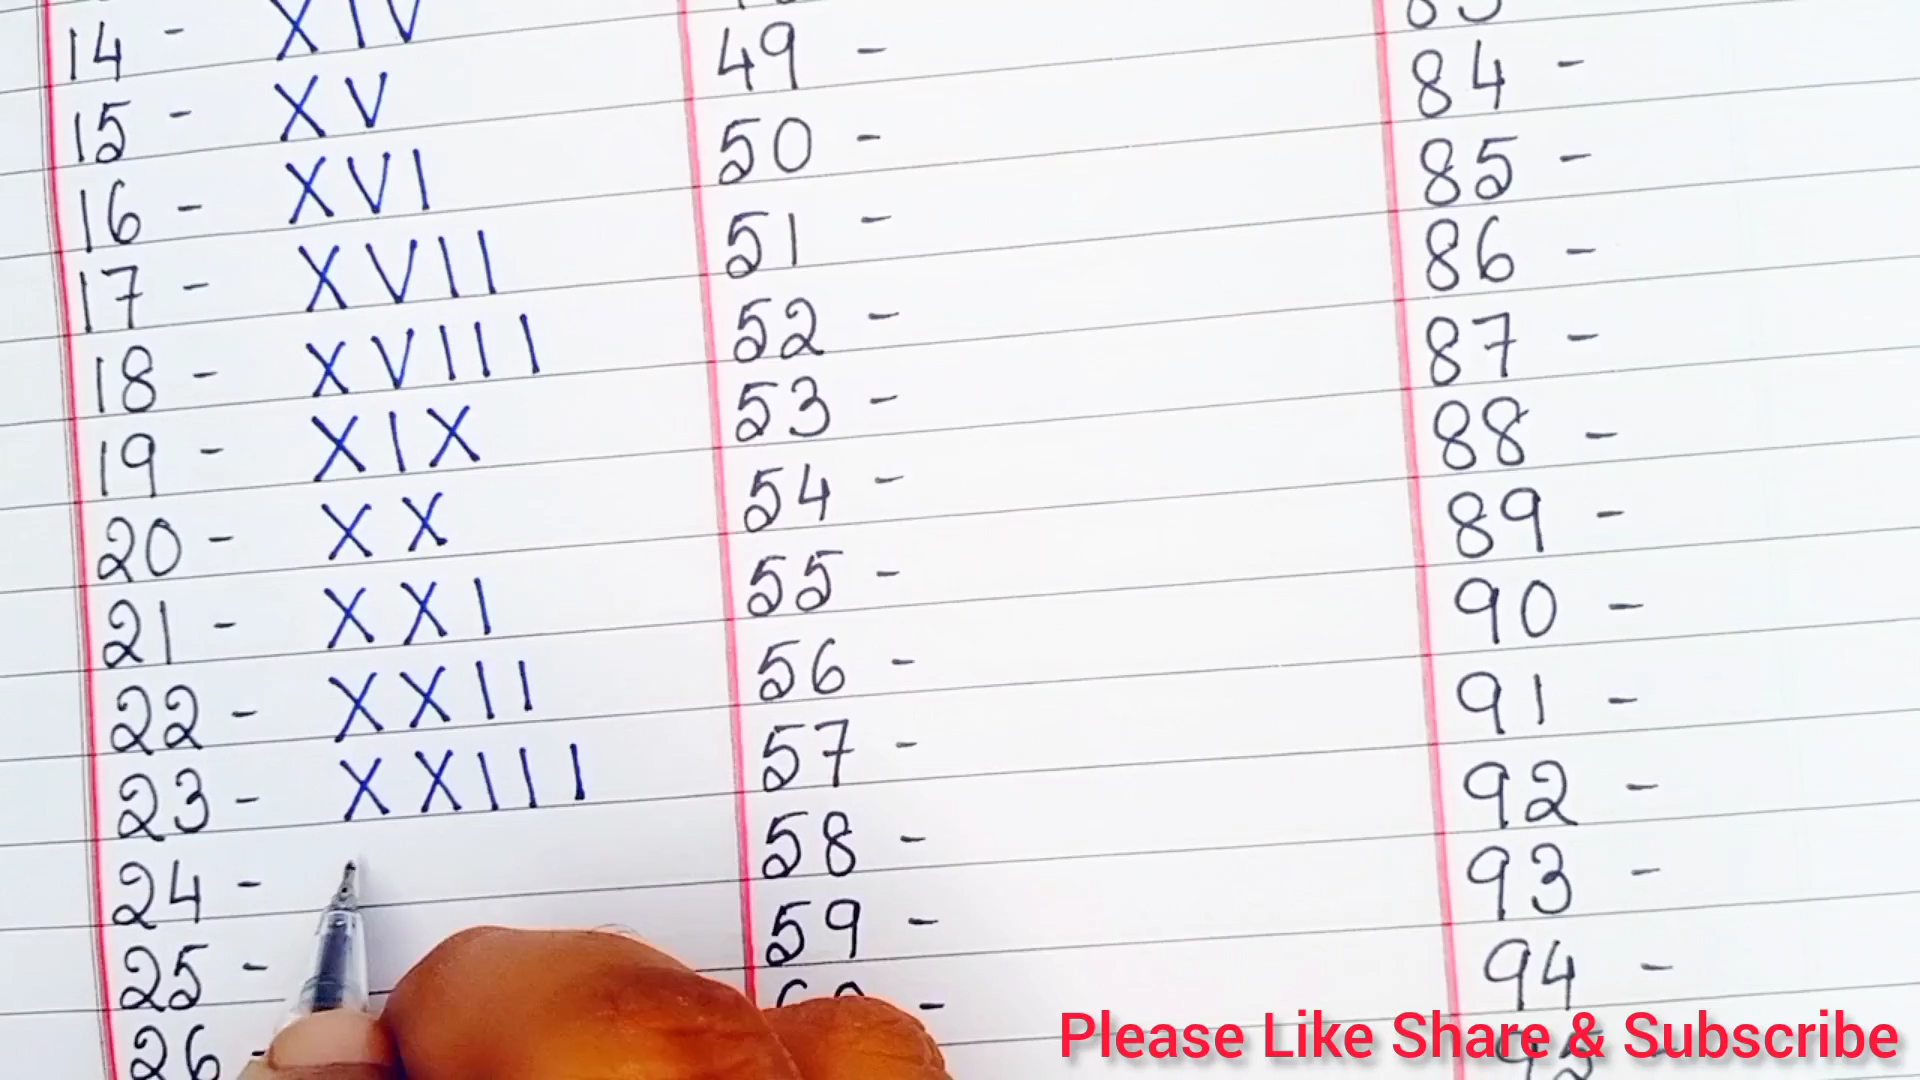 14 - XIV
15 - XV
16 - XVI
17 - XVII
18 - XVIII
19 - XIX
20 - XX
21 - XXI
22 - XXII
23 - XXIII
24 -
25 -
26 -
49 -
50 -
51 -
52 -
53 -
54 -
55 -
56 -
57 -
58 -
59 -
84 -
85 -
86 -
87 -
88 -
89 -
90 -
91 -
92 -
93 -
94 -
Please Like Share & Subscribe